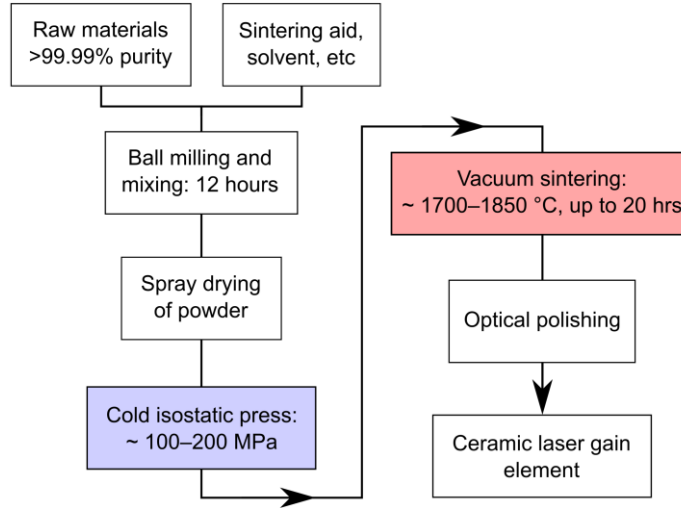 Raw materials
>99.99% purity
Sintering aid,
solvent, etc
Ball milling and
mixing: 12 hours
Spray drying
of powder
Cold isostatic press:
~ 100–200 MPa
Vacuum sintering:
~ 1700–1850 °C, up to 20 hrs
Optical polishing
Ceramic laser gain
element